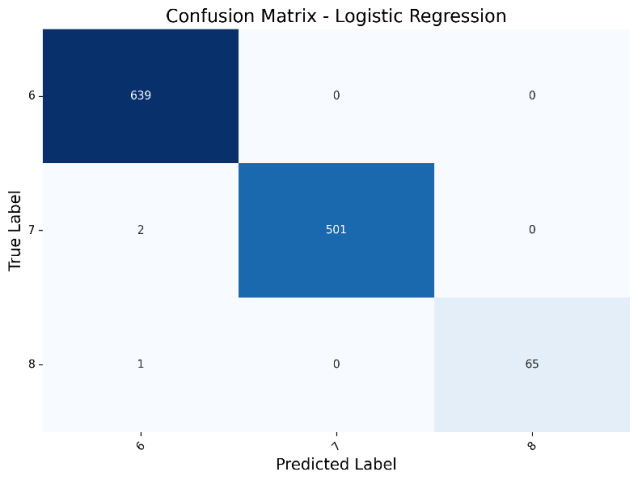 Confusion Matrix - Logistic Regression
True Label
6 639 0 0
7 2 501 0
8 1 0 65
6 7 8
Predicted Label